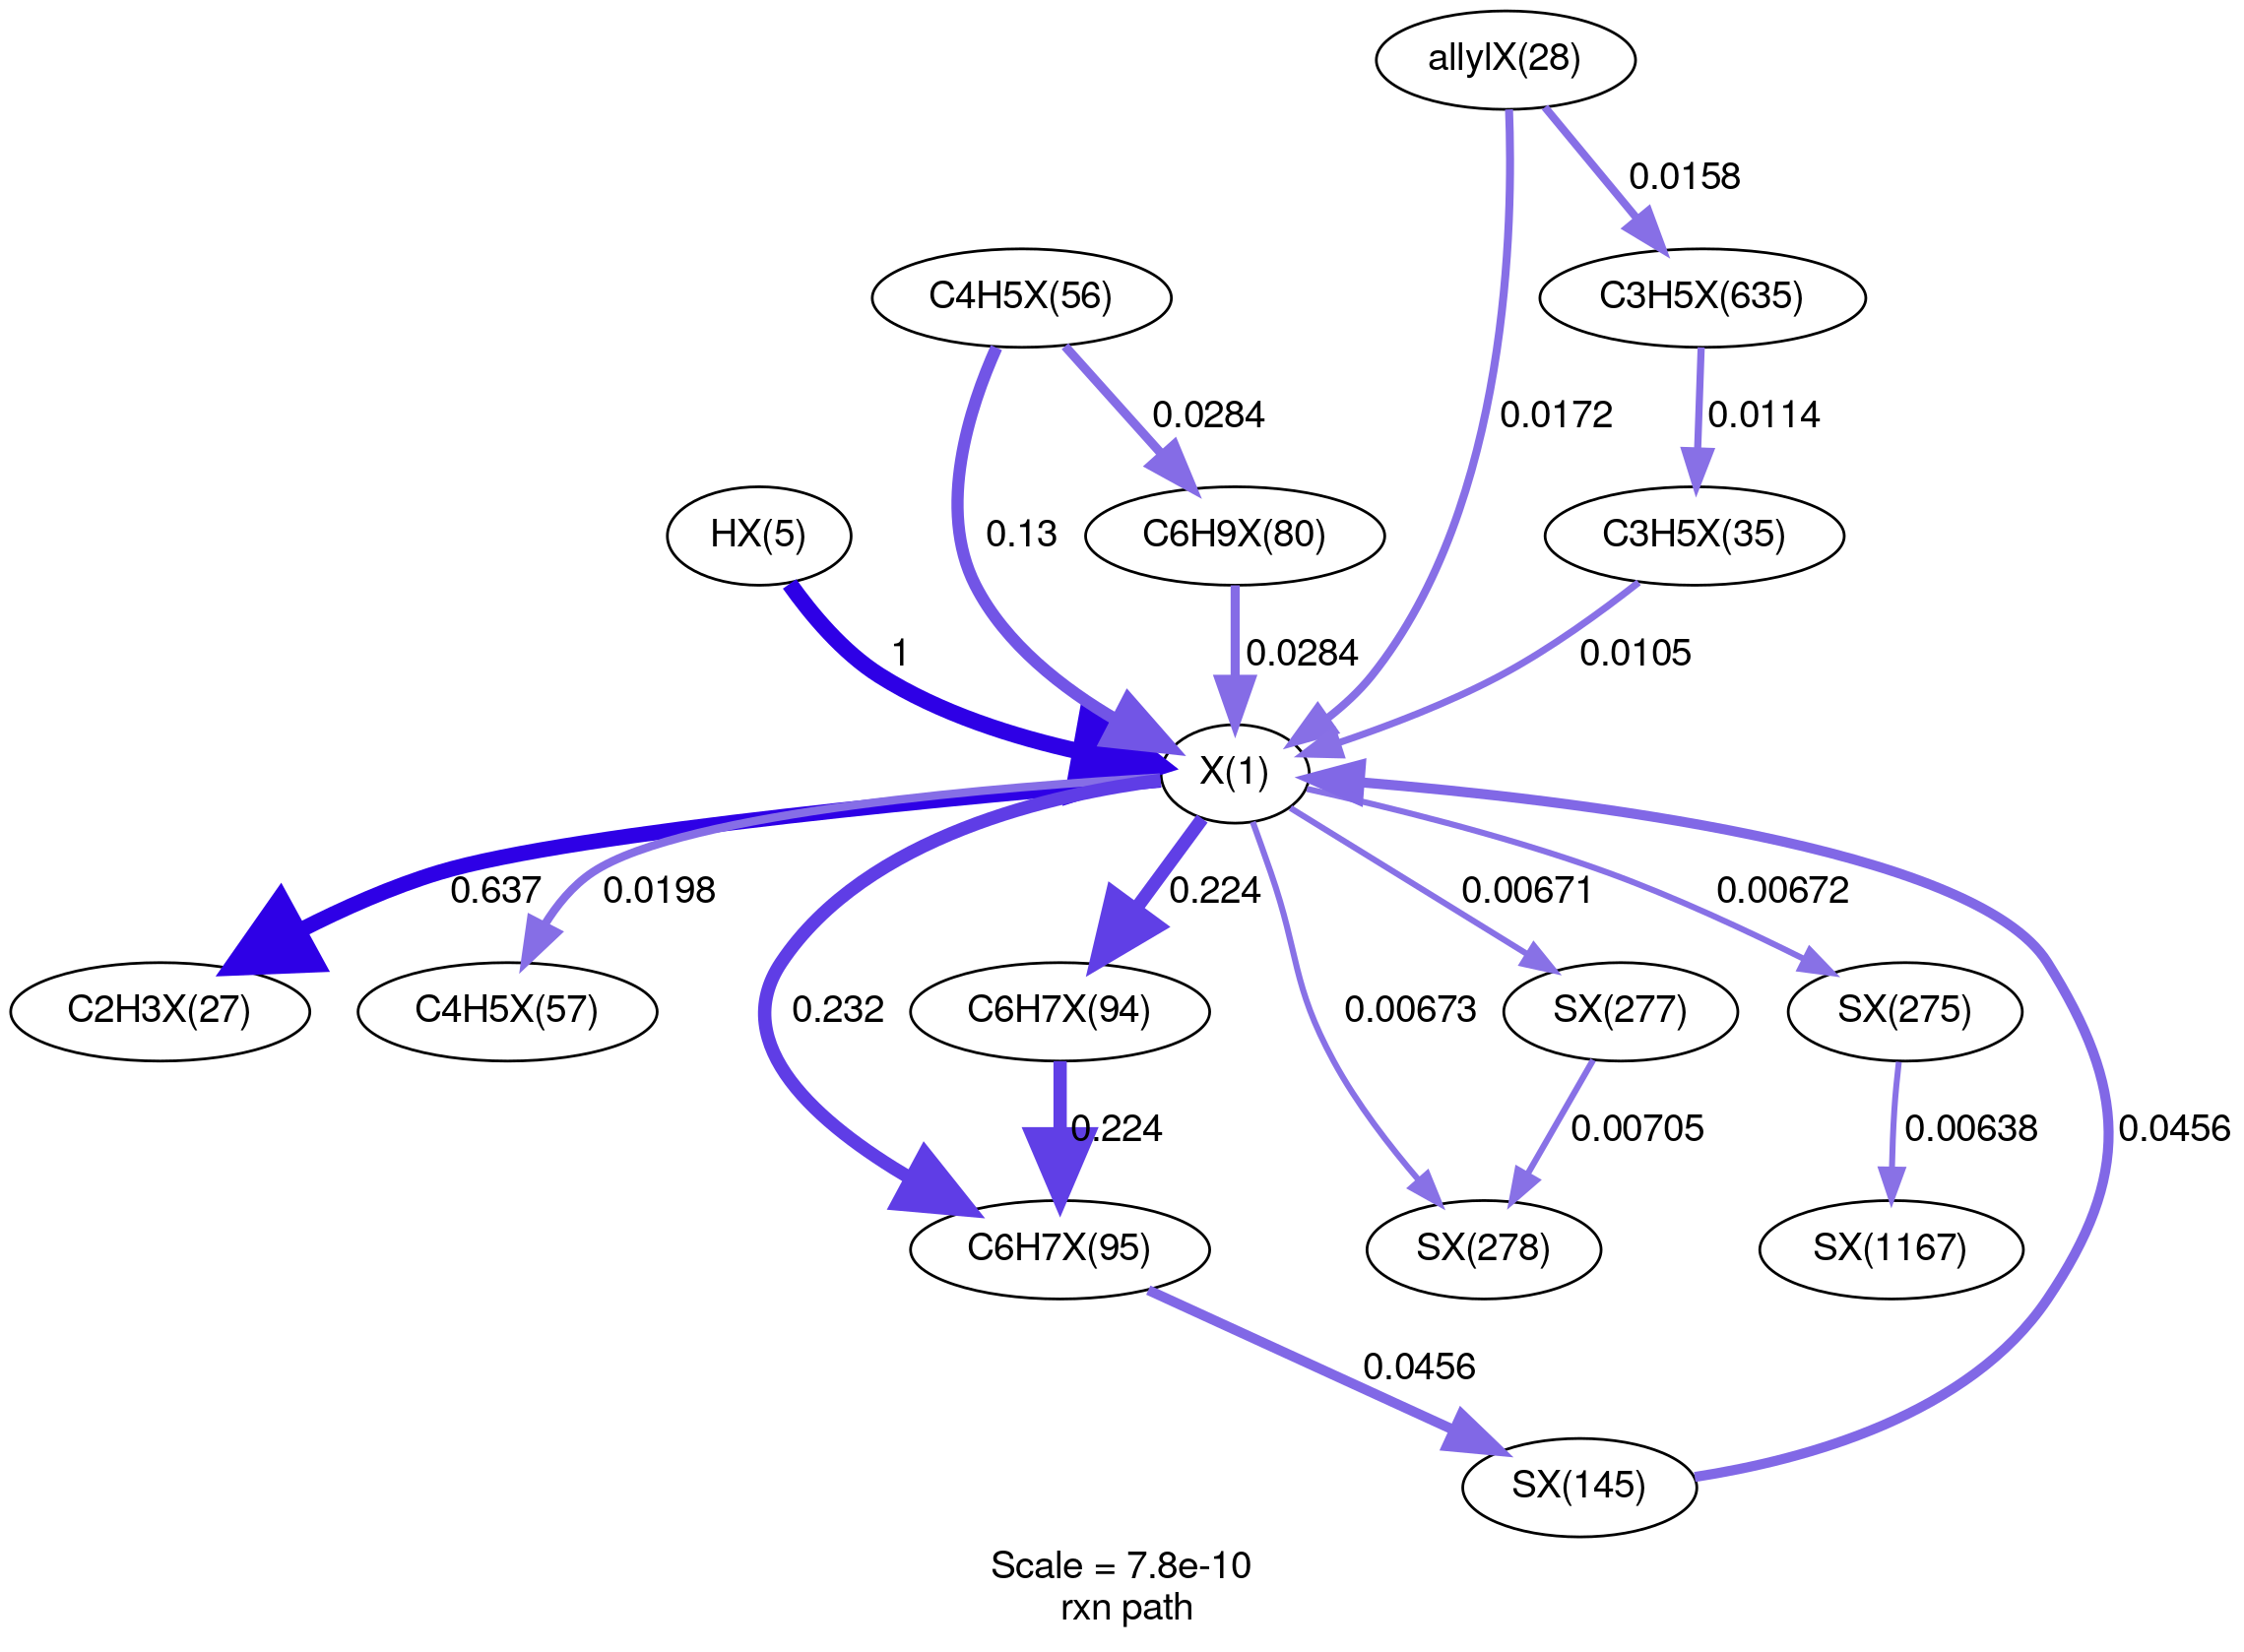 allylX(28)
0.0158
C4H5X(56)
C3H5X(635)
0.0284
0.0172
0.0114
HX(5)
0.13
C6H9X(80)
C3H5X(35)
1
0.0284
0.0105
X(1)
0.637
0.0198
0.224
0.00671
0.00672
C2H3X(27)
C4H5X(57)
0.232
C6H7X(94)
0.00673
SX(277)
SX(275)
0.224
0.00705
0.00638
0.0456
C6H7X(95)
SX(278)
SX(1167)
0.0456
SX(145)
Scale = 7.8e-10
rxn path